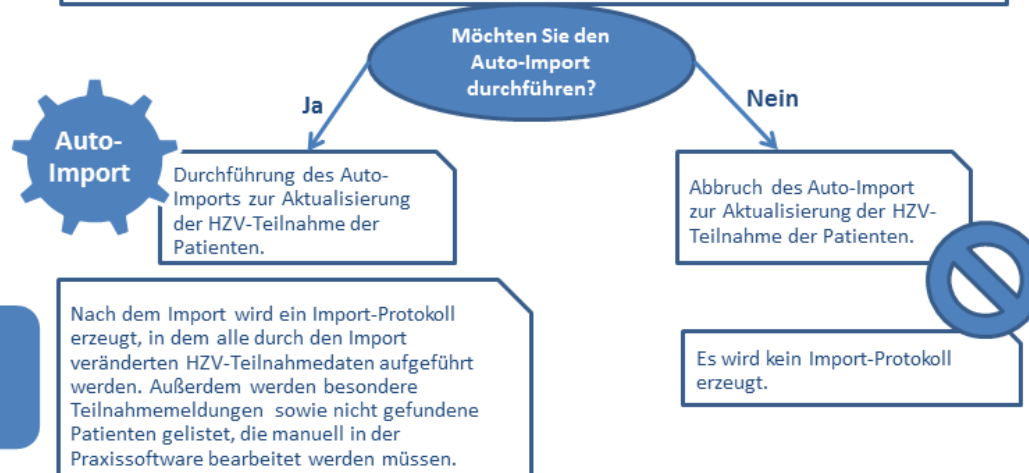 Möchten Sie den
Auto-Import
durchführen?
Ja
Nein
Auto-
Import
Durchführung des Auto-
Imports zur Aktualisierung
der HZV-Teilnahme der
Patienten.
Abbruch des Auto-Import
zur Aktualisierung der HZV-
Teilnahme der Patienten.
Nach dem Import wird ein Import-Protokoll
erzeugt, in dem alle durch den Import
veränderten HZV-Teilnahmedaten aufgeführt
werden. Außerdem werden besondere
Teilnahmemeldungen sowie nicht gefundene
Patienten gelistet, die manuell in der
Praxissoftware bearbeitet werden müssen.
Es wird kein Import-Protokoll
erzeugt.